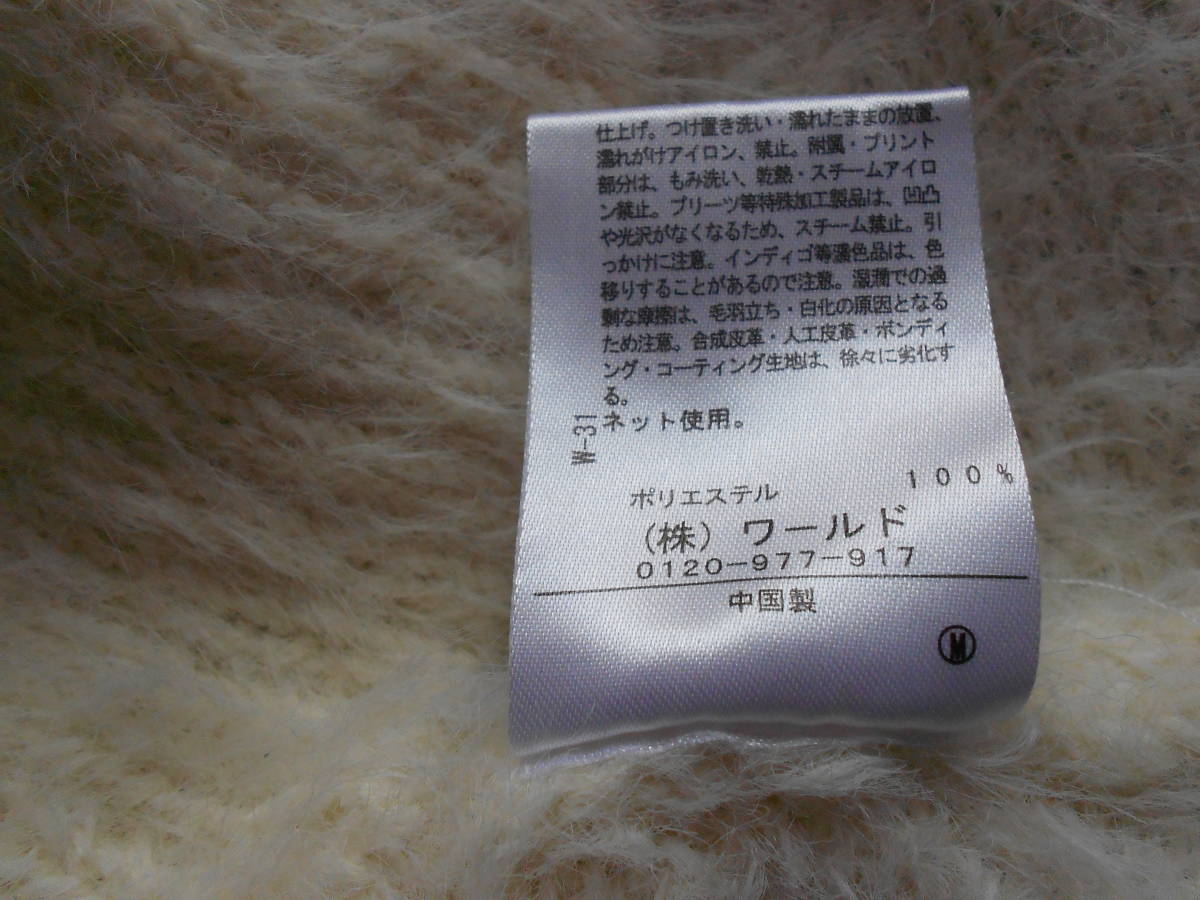 仕上げ。つけ置き洗い・濡れたままの放置、
濡れがけアイロン、禁止。附属・プリント
部分は、もみ洗い、乾熱・スチームアイロ
ン禁止。プリーツ等特殊加工製品は、凹凸
や光沢がなくなるため、スチーム禁止。引
っかけに注意。インディゴ等濃色品は、色
移りすることがあるので注意。湿潤での過
剰な摩擦は、毛羽立ち・白化の原因となる
ため注意。合成皮革・人工皮革・ボンディ
ング・コーティング生地は、徐々に劣化す
る。
ネット使用。
W-31
ポリエステル 100%
(株) ワールド
0120-977-917
中国製
M